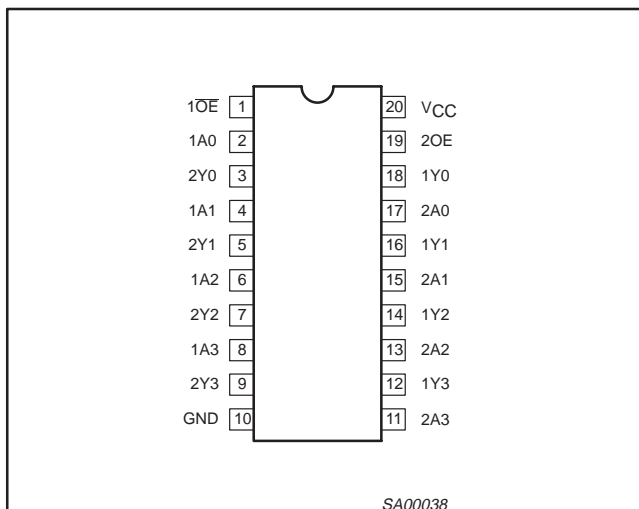 1O̅E̅ 1 20 VCC
1A0 2 19 2OE
2Y0 3 18 1Y0
1A1 4 17 2A0
2Y1 5 16 1Y1
1A2 6 15 2A1
2Y2 7 14 1Y2
1A3 8 13 2A2
2Y3 9 12 1Y3
GND 10 11 2A3
SA00038